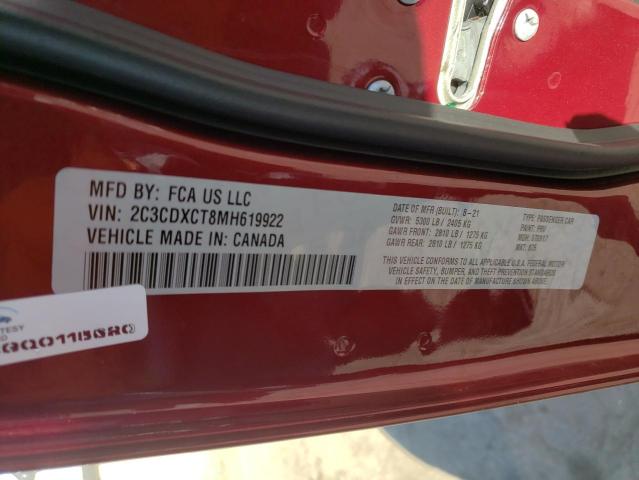 MFD BY: FCA US LLC
VIN: 2C3CDXCT8MH619922
VEHICLE MADE IN: CANADA
DATE OF MFR (BUILT): 8-21
GVWR: 5300 LB / 2405 KG
GAWR FRONT: 2810 LB / 1275 KG
GAWR REAR: 2810 LB / 1275 KG
TYPE: PASSENGER CAR
PAINT: PRV
MDH:
MAT:
THIS VEHICLE CONFORMS TO ALL APPLICABLE U.S.A. FEDERAL MOTOR
VEHICLE SAFETY, BUMPER, AND THEFT PREVENTION STANDARDS
IN EFFECT ON THE DATE OF MANUFACTURE SHOWN ABOVE.